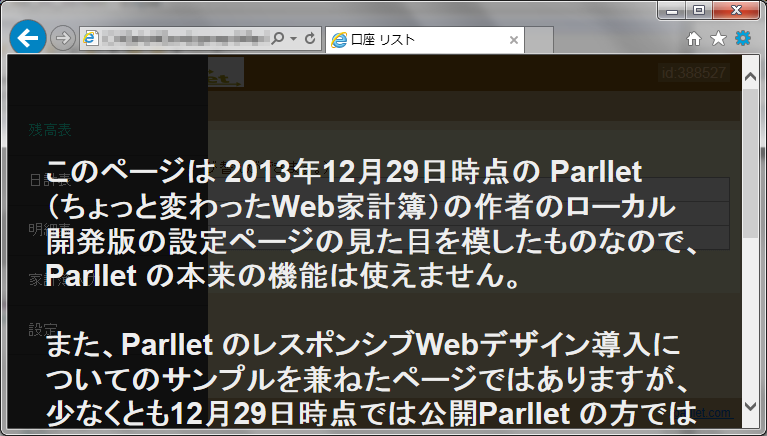 口座 リスト
id:388527
残高表
日計表
このページは 2013年12月29日時点の Parllet
（ちょっと変わったWeb家計簿）の作者のローカル
明細表
開発版の設定ページの見た目を模したものなので、
Parllet の本来の機能は使えません。
設定
また、Parllet のレスポンシブWebデザイン導入に
ついてのサンプルを兼ねたページではありますが、
少なくとも12月29日時点では公開Parllet の方では